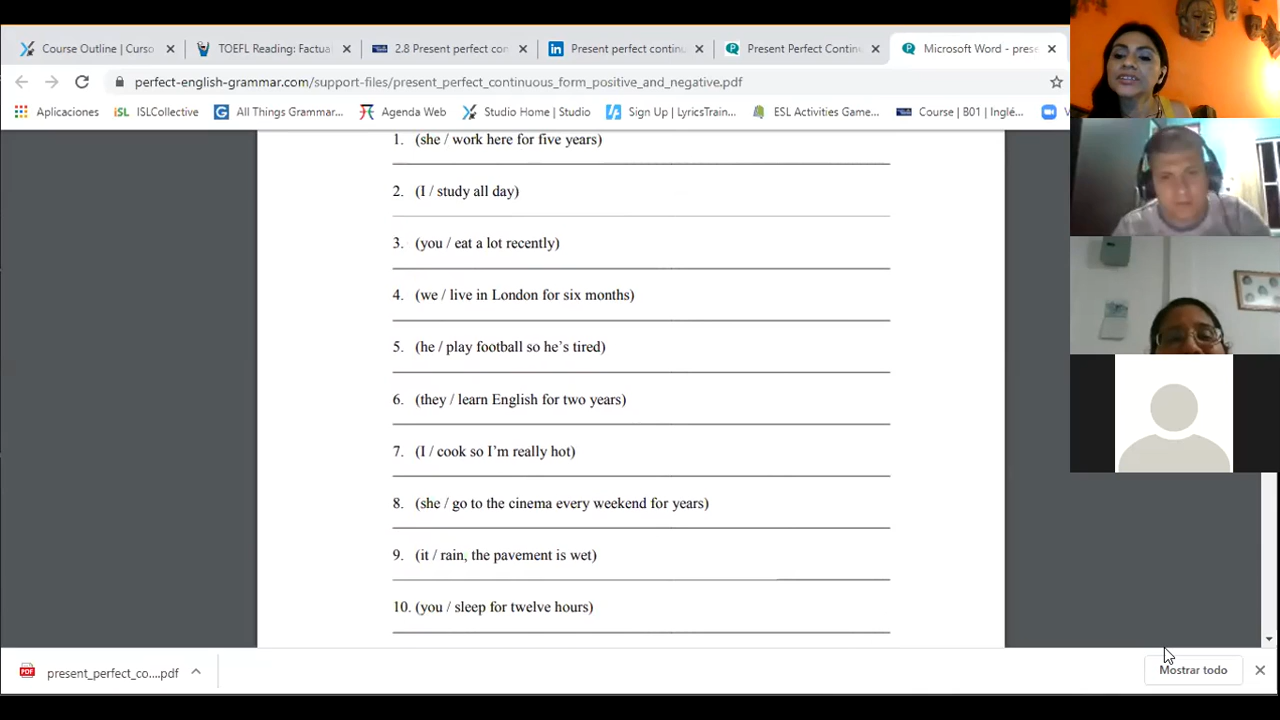 Course Outline | Curso
TOEFL Reading: Factua
2.8 Present perfect co
Present perfect continu
Present Perfect Contin
Microsoft Word - prese
perfect-english-grammar.com/support-files/present_perfect_continuous_form_positive_and_negative.pdf
Aplicaciones
iSL ISLCollective
G All Things Grammar...
Agenda Web
Studio Home | Studio
Sign Up | LyricsTrain...
ESL Activities Game...
Course | B01 | Inglé...
1. (she / work here for five years)
2. (I / study all day)
3. (you / eat a lot recently)
4. (we / live in London for six months)
5. (he / play football so he's tired)
6. (they / learn English for two years)
7. (I / cook so I'm really hot)
8. (she / go to the cinema every weekend for years)
9. (it / rain, the pavement is wet)
10. (you / sleep for twelve hours)
present_perfect_co....pdf
Mostrar todo